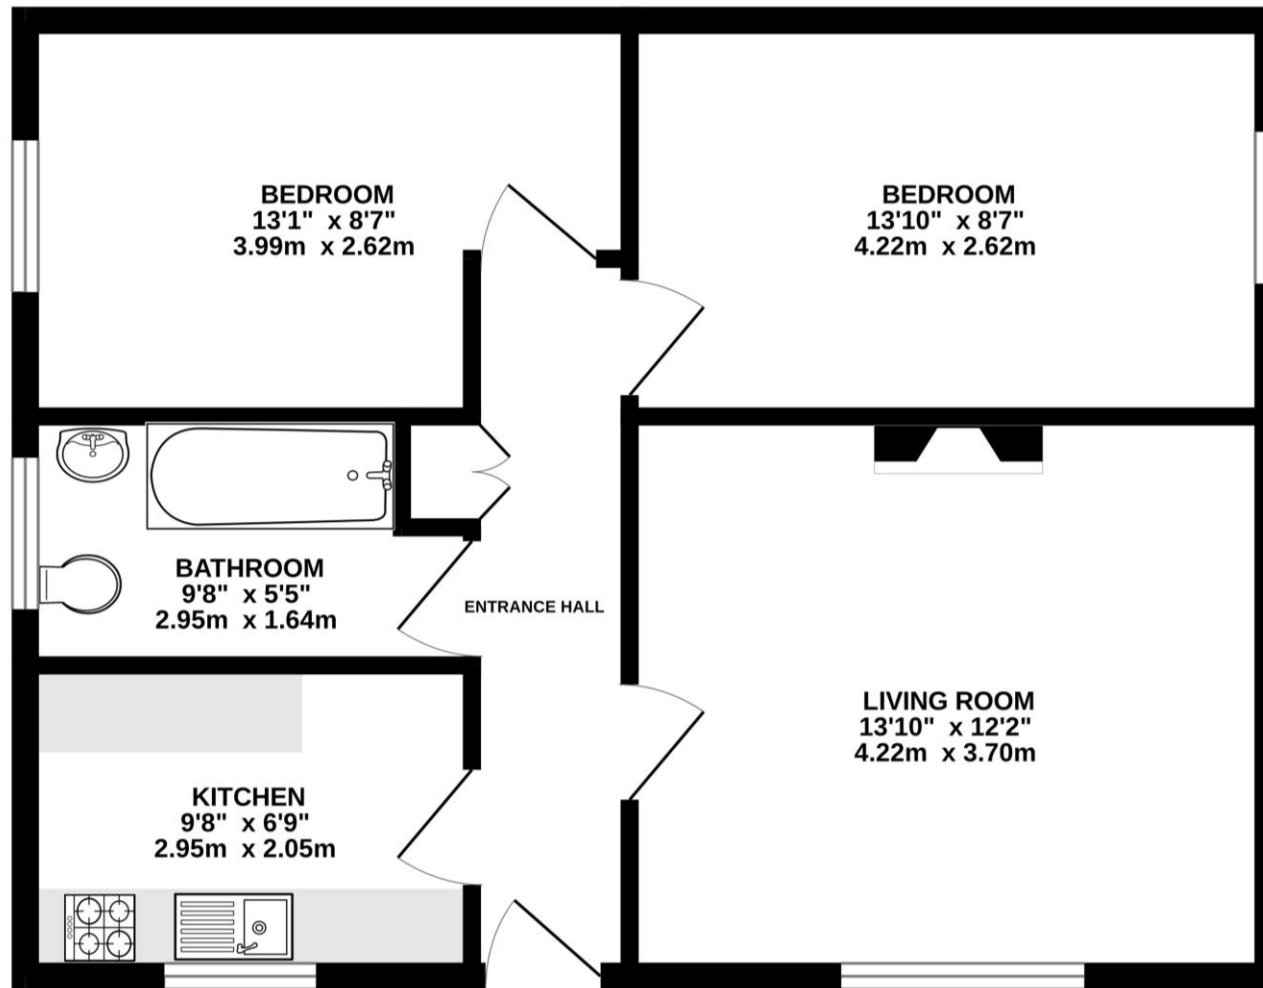 BEDROOM
13'1" x 8'7"
3.99m x 2.62m
BEDROOM
13'10" x 8'7"
4.22m x 2.62m
BATHROOM
9'8" x 5'5"
2.95m x 1.64m
ENTRANCE HALL
LIVING ROOM
13'10" x 12'2"
4.22m x 3.70m
KITCHEN
9'8" x 6'9"
2.95m x 2.05m